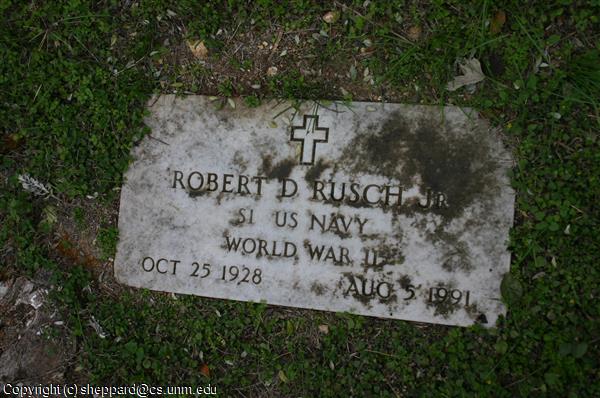 ROBERT D RUSCH JR
S1 US NAVY
WORLD WAR II
OCT 25 1928 AUG 5 1991
Copyright (c) sheppard@cs.unm.edu